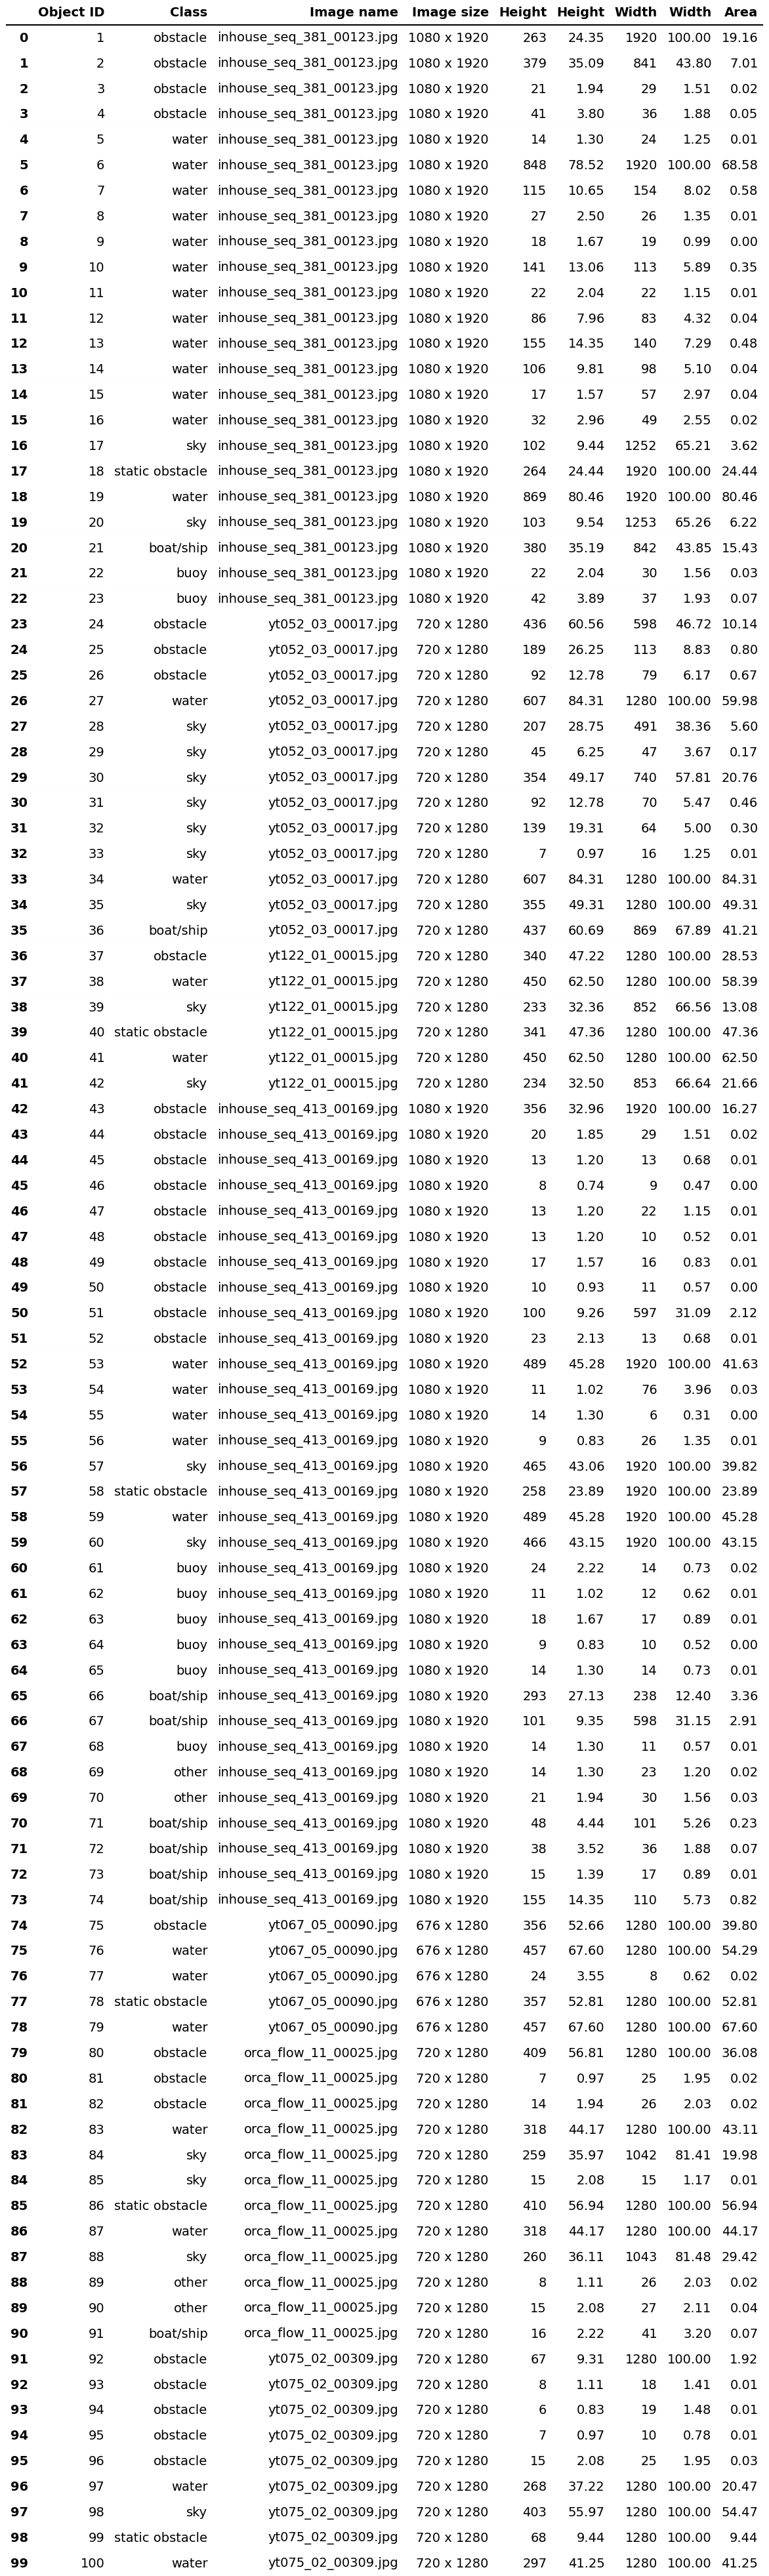 Object ID Class Image name Image size Height Height Width Width Area
0 1 obstacle inhouse_seq_381_00123.jpg 1080 x 1920 263 24.35 1920 100.00 19.16
1 2 obstacle inhouse_seq_381_00123.jpg 1080 x 1920 379 35.09 841 43.80 7.01
2 3 obstacle inhouse_seq_381_00123.jpg 1080 x 1920 21 1.94 29 1.51 0.02
3 4 obstacle inhouse_seq_381_00123.jpg 1080 x 1920 41 3.80 36 1.88 0.05
4 5 water inhouse_seq_381_00123.jpg 1080 x 1920 14 1.30 24 1.25 0.01
5 6 water inhouse_seq_381_00123.jpg 1080 x 1920 848 78.52 1920 100.00 68.58
6 7 water inhouse_seq_381_00123.jpg 1080 x 1920 115 10.65 154 8.02 0.58
7 8 water inhouse_seq_381_00123.jpg 1080 x 1920 27 2.50 26 1.35 0.01
8 9 water inhouse_seq_381_00123.jpg 1080 x 1920 18 1.67 19 0.99 0.00
9 10 water inhouse_seq_381_00123.jpg 1080 x 1920 141 13.06 113 5.89 0.35
10 11 water inhouse_seq_381_00123.jpg 1080 x 1920 22 2.04 22 1.15 0.01
11 12 water inhouse_seq_381_00123.jpg 1080 x 1920 86 7.96 83 4.32 0.04
12 13 water inhouse_seq_381_00123.jpg 1080 x 1920 155 14.35 140 7.29 0.48
13 14 water inhouse_seq_381_00123.jpg 1080 x 1920 106 9.81 98 5.10 0.04
14 15 water inhouse_seq_381_00123.jpg 1080 x 1920 17 1.57 57 2.97 0.04
15 16 water inhouse_seq_381_00123.jpg 1080 x 1920 32 2.96 49 2.55 0.02
16 17 sky inhouse_seq_381_00123.jpg 1080 x 1920 102 9.44 1252 65.21 3.62
17 18 static obstacle inhouse_seq_381_00123.jpg 1080 x 1920 264 24.44 1920 100.00 24.44
18 19 water inhouse_seq_381_00123.jpg 1080 x 1920 869 80.46 1920 100.00 80.46
19 20 sky inhouse_seq_381_00123.jpg 1080 x 1920 103 9.54 1253 65.26 6.22
20 21 boat/ship inhouse_seq_381_00123.jpg 1080 x 1920 380 35.19 842 43.85 15.43
21 22 buoy inhouse_seq_381_00123.jpg 1080 x 1920 22 2.04 30 1.56 0.03
22 23 buoy inhouse_seq_381_00123.jpg 1080 x 1920 42 3.89 37 1.93 0.07
23 24 obstacle yt052_03_00017.jpg 720 x 1280 436 60.56 598 46.72 10.14
24 25 obstacle yt052_03_00017.jpg 720 x 1280 189 26.25 113 8.83 0.80
25 26 obstacle yt052_03_00017.jpg 720 x 1280 92 12.78 79 6.17 0.67
26 27 water yt052_03_00017.jpg 720 x 1280 607 84.31 1280 100.00 59.98
27 28 sky yt052_03_00017.jpg 720 x 1280 207 28.75 491 38.36 5.60
28 29 sky yt052_03_00017.jpg 720 x 1280 45 6.25 47 3.67 0.17
29 30 sky yt052_03_00017.jpg 720 x 1280 354 49.17 740 57.81 20.76
30 31 sky yt052_03_00017.jpg 720 x 1280 92 12.78 70 5.47 0.46
31 32 sky yt052_03_00017.jpg 720 x 1280 139 19.31 64 5.00 0.30
32 33 sky yt052_03_00017.jpg 720 x 1280 7 0.97 16 1.25 0.01
33 34 water yt052_03_00017.jpg 720 x 1280 607 84.31 1280 100.00 84.31
34 35 sky yt052_03_00017.jpg 720 x 1280 355 49.31 1280 100.00 49.31
35 36 boat/ship yt052_03_00017.jpg 720 x 1280 437 60.69 869 67.89 41.21
36 37 obstacle yt122_01_00015.jpg 720 x 1280 340 47.22 1280 100.00 28.53
37 38 water yt122_01_00015.jpg 720 x 1280 450 62.50 1280 100.00 58.39
38 39 sky yt122_01_00015.jpg 720 x 1280 233 32.36 852 66.56 13.08
39 40 static obstacle yt122_01_00015.jpg 720 x 1280 341 47.36 1280 100.00 47.36
40 41 water yt122_01_00015.jpg 720 x 1280 450 62.50 1280 100.00 62.50
41 42 sky yt122_01_00015.jpg 720 x 1280 234 32.50 853 66.64 21.66
42 43 obstacle inhouse_seq_413_00169.jpg 1080 x 1920 356 32.96 1920 100.00 16.27
43 44 obstacle inhouse_seq_413_00169.jpg 1080 x 1920 20 1.85 29 1.51 0.02
44 45 obstacle inhouse_seq_413_00169.jpg 1080 x 1920 13 1.20 13 0.68 0.01
45 46 obstacle inhouse_seq_413_00169.jpg 1080 x 1920 8 0.74 9 0.47 0.00
46 47 obstacle inhouse_seq_413_00169.jpg 1080 x 1920 13 1.20 22 1.15 0.01
47 48 obstacle inhouse_seq_413_00169.jpg 1080 x 1920 13 1.20 10 0.52 0.01
48 49 obstacle inhouse_seq_413_00169.jpg 1080 x 1920 17 1.57 16 0.83 0.01
49 50 obstacle inhouse_seq_413_00169.jpg 1080 x 1920 10 0.93 11 0.57 0.00
50 51 obstacle inhouse_seq_413_00169.jpg 1080 x 1920 100 9.26 597 31.09 2.12
51 52 obstacle inhouse_seq_413_00169.jpg 1080 x 1920 23 2.13 13 0.68 0.01
52 53 water inhouse_seq_413_00169.jpg 1080 x 1920 489 45.28 1920 100.00 41.63
53 54 water inhouse_seq_413_00169.jpg 1080 x 1920 11 1.02 76 3.96 0.03
54 55 water inhouse_seq_413_00169.jpg 1080 x 1920 14 1.30 6 0.31 0.00
55 56 water inhouse_seq_413_00169.jpg 1080 x 1920 9 0.83 26 1.35 0.01
56 57 sky inhouse_seq_413_00169.jpg 1080 x 1920 465 43.06 1920 100.00 39.82
57 58 static obstacle inhouse_seq_413_00169.jpg 1080 x 1920 258 23.89 1920 100.00 23.89
58 59 water inhouse_seq_413_00169.jpg 1080 x 1920 489 45.28 1920 100.00 45.28
59 60 sky inhouse_seq_413_00169.jpg 1080 x 1920 466 43.15 1920 100.00 43.15
60 61 buoy inhouse_seq_413_00169.jpg 1080 x 1920 24 2.22 14 0.73 0.02
61 62 buoy inhouse_seq_413_00169.jpg 1080 x 1920 11 1.02 12 0.62 0.01
62 63 buoy inhouse_seq_413_00169.jpg 1080 x 1920 18 1.67 17 0.89 0.01
63 64 buoy inhouse_seq_413_00169.jpg 1080 x 1920 9 0.83 10 0.52 0.00
64 65 buoy inhouse_seq_413_00169.jpg 1080 x 1920 14 1.30 14 0.73 0.01
65 66 boat/ship inhouse_seq_413_00169.jpg 1080 x 1920 293 27.13 238 12.40 3.36
66 67 boat/ship inhouse_seq_413_00169.jpg 1080 x 1920 101 9.35 598 31.15 2.91
67 68 buoy inhouse_seq_413_00169.jpg 1080 x 1920 14 1.30 11 0.57 0.01
68 69 other inhouse_seq_413_00169.jpg 1080 x 1920 14 1.30 23 1.20 0.02
69 70 other inhouse_seq_413_00169.jpg 1080 x 1920 21 1.94 30 1.56 0.03
70 71 boat/ship inhouse_seq_413_00169.jpg 1080 x 1920 48 4.44 101 5.26 0.23
71 72 boat/ship inhouse_seq_413_00169.jpg 1080 x 1920 38 3.52 36 1.88 0.07
72 73 boat/ship inhouse_seq_413_00169.jpg 1080 x 1920 15 1.39 17 0.89 0.01
73 74 boat/ship inhouse_seq_413_00169.jpg 1080 x 1920 155 14.35 110 5.73 0.82
74 75 obstacle yt067_05_00090.jpg 676 x 1280 356 52.66 1280 100.00 39.80
75 76 water yt067_05_00090.jpg 676 x 1280 457 67.60 1280 100.00 54.29
76 77 water yt067_05_00090.jpg 676 x 1280 24 3.55 8 0.62 0.02
77 78 static obstacle yt067_05_00090.jpg 676 x 1280 357 52.81 1280 100.00 52.81
78 79 water yt067_05_00090.jpg 676 x 1280 457 67.60 1280 100.00 67.60
79 80 obstacle orca_flow_11_00025.jpg 720 x 1280 409 56.81 1280 100.00 36.08
80 81 obstacle orca_flow_11_00025.jpg 720 x 1280 7 0.97 25 1.95 0.02
81 82 obstacle orca_flow_11_00025.jpg 720 x 1280 14 1.94 26 2.03 0.02
82 83 water orca_flow_11_00025.jpg 720 x 1280 318 44.17 1280 100.00 43.11
83 84 sky orca_flow_11_00025.jpg 720 x 1280 259 35.97 1042 81.41 19.98
84 85 sky orca_flow_11_00025.jpg 720 x 1280 15 2.08 15 1.17 0.01
85 86 static obstacle orca_flow_11_00025.jpg 720 x 1280 410 56.94 1280 100.00 56.94
86 87 water orca_flow_11_00025.jpg 720 x 1280 318 44.17 1280 100.00 44.17
87 88 sky orca_flow_11_00025.jpg 720 x 1280 260 36.11 1043 81.48 29.42
88 89 other orca_flow_11_00025.jpg 720 x 1280 8 1.11 26 2.03 0.02
89 90 other orca_flow_11_00025.jpg 720 x 1280 15 2.08 27 2.11 0.04
90 91 boat/ship orca_flow_11_00025.jpg 720 x 1280 16 2.22 41 3.20 0.07
91 92 obstacle yt075_02_00309.jpg 720 x 1280 67 9.31 1280 100.00 1.92
92 93 obstacle yt075_02_00309.jpg 720 x 1280 8 1.11 18 1.41 0.01
93 94 obstacle yt075_02_00309.jpg 720 x 1280 6 0.83 19 1.48 0.01
94 95 obstacle yt075_02_00309.jpg 720 x 1280 7 0.97 10 0.78 0.01
95 96 obstacle yt075_02_00309.jpg 720 x 1280 15 2.08 25 1.95 0.03
96 97 water yt075_02_00309.jpg 720 x 1280 268 37.22 1280 100.00 20.47
97 98 sky yt075_02_00309.jpg 720 x 1280 403 55.97 1280 100.00 54.47
98 99 static obstacle yt075_02_00309.jpg 720 x 1280 68 9.44 1280 100.00 9.44
99 100 water yt075_02_00309.jpg 720 x 1280 297 41.25 1280 100.00 41.25